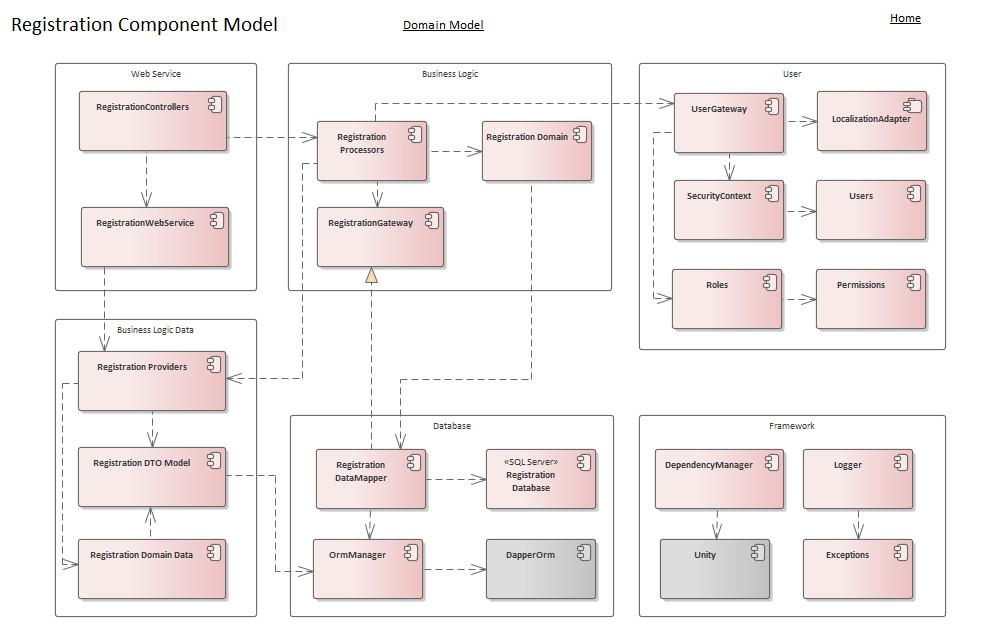 Registration Component Model
Domain Model
Home
Web Service
RegistrationControllers
RegistrationWebService
Business Logic
Registration
Processors
Registration Domain
RegistrationGateway
User
UserGateway
LocalizationAdapter
SecurityContext
Users
Roles
Permissions
Business Logic Data
Registration Providers
Registration DTO Model
Registration Domain Data
Database
Registration
DataMapper
«SQL Server»
Registration
Database
OrmManager
DapperOrm
Framework
DependencyManager
Logger
Unity
Exceptions